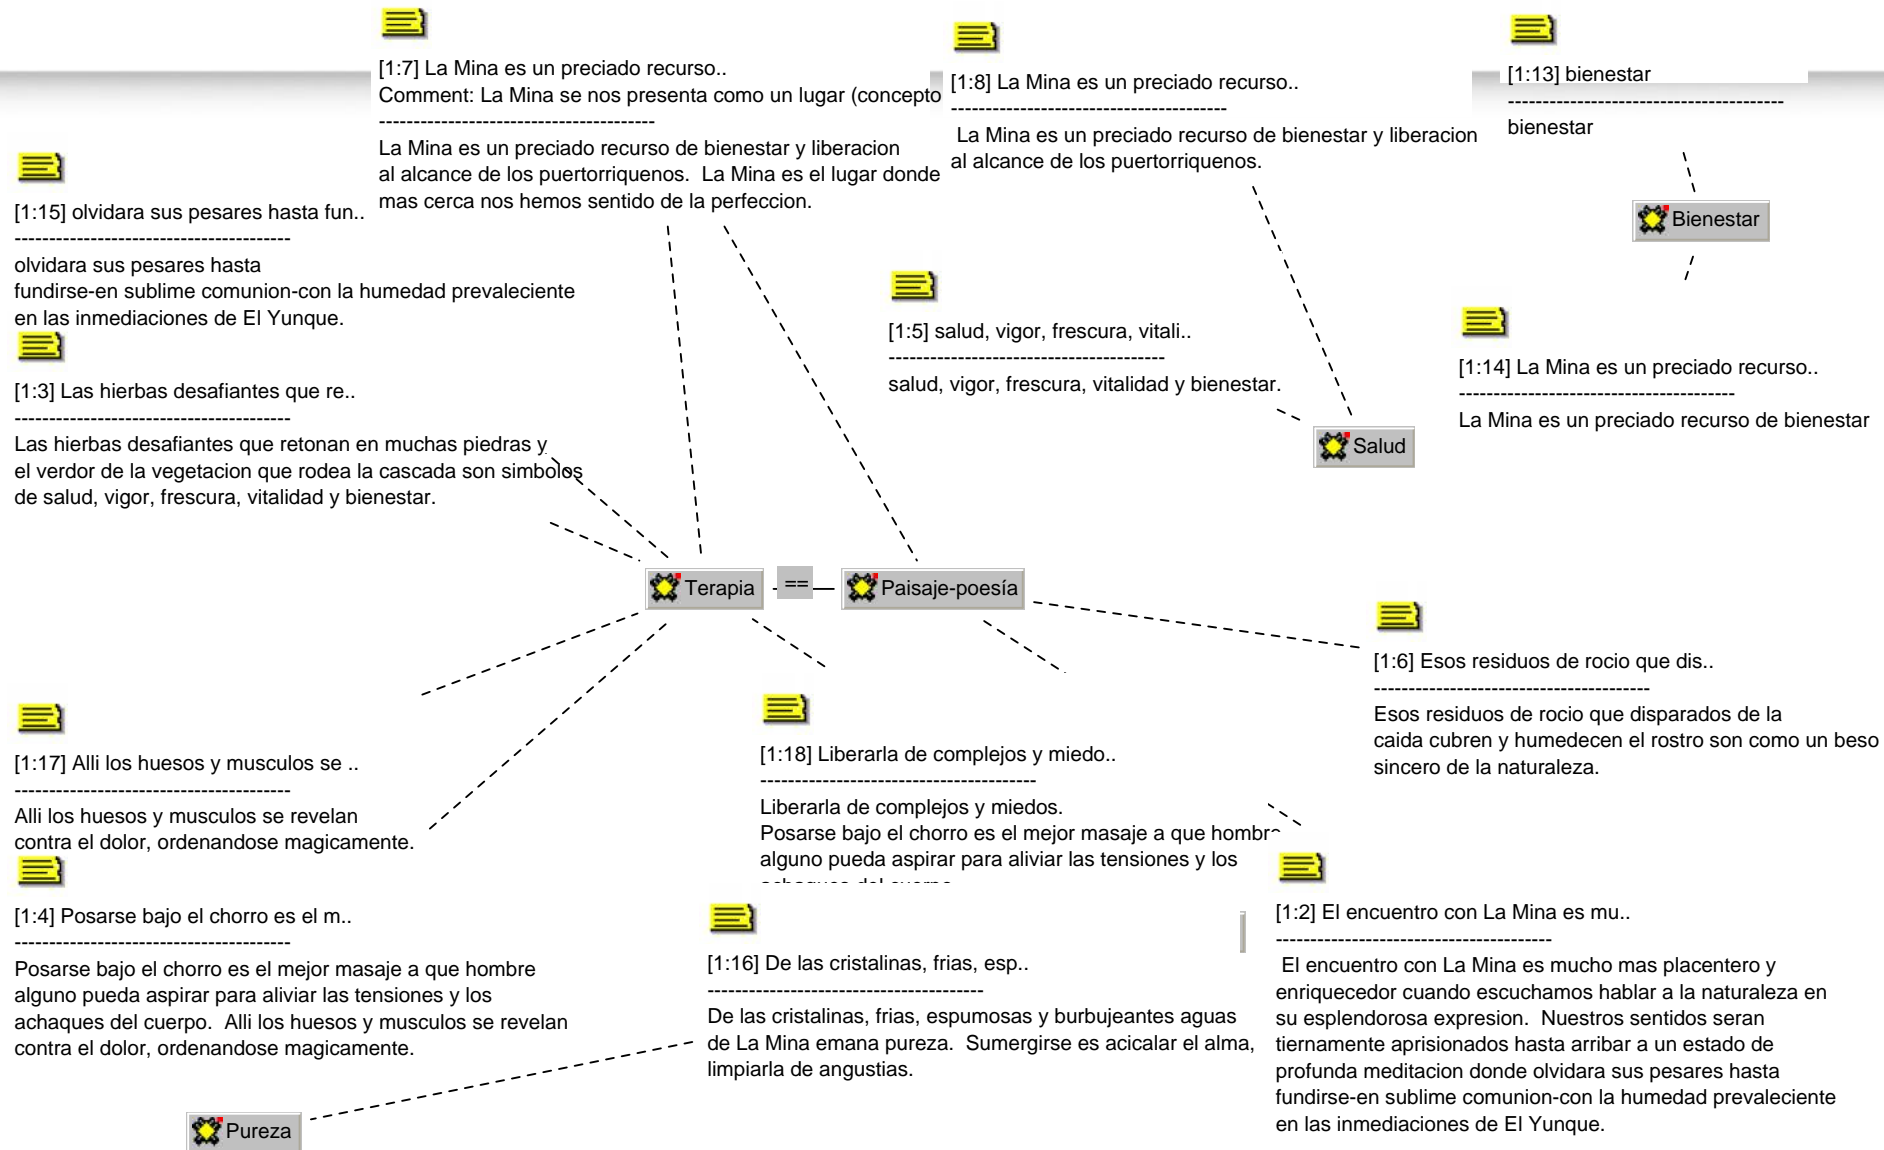 [1:7] La Mina es un preciado recurso..
Comment: La Mina se nos presenta como un lugar (concepto
----------------------------------------
La Mina es un preciado recurso de bienestar y liberacion
al alcance de los puertorriquenos.  La Mina es el lugar donde
mas cerca nos hemos sentido de la perfeccion.
[1:8] La Mina es un preciado recurso..
----------------------------------------
La Mina es un preciado recurso de bienestar y liberacion
al alcance de los puertorriquenos.
[1:13] bienestar
----------------------------------------
bienestar
[1:15] olvidara sus pesares hasta fun..
----------------------------------------
olvidara sus pesares hasta
fundirse-en sublime comunion-con la humedad prevaleciente
en las inmediaciones de El Yunque.
Bienestar
[1:5] salud, vigor, frescura, vitali..
----------------------------------------
salud, vigor, frescura, vitalidad y bienestar.
[1:14] La Mina es un preciado recurso..
----------------------------------------
La Mina es un preciado recurso de bienestar
[1:3] Las hierbas desafiantes que re..
----------------------------------------
Las hierbas desafiantes que retonan en muchas piedras y
el verdor de la vegetacion que rodea la cascada son simbolos
de salud, vigor, frescura, vitalidad y bienestar.
Salud
Terapia
==
Paisaje-poesía
[1:6] Esos residuos de rocio que dis..
----------------------------------------
Esos residuos de rocio que disparados de la
caida cubren y humedecen el rostro son como un beso
sincero de la naturaleza.
[1:17] Alli los huesos y musculos se ..
----------------------------------------
Alli los huesos y musculos se revelan
contra el dolor, ordenandose magicamente.
[1:18] Liberarla de complejos y miedo..
----------------------------------------
Liberarla de complejos y miedos.
Posarse bajo el chorro es el mejor masaje a que hombre
alguno pueda aspirar para aliviar las tensiones y los
[1:4] Posarse bajo el chorro es el m..
----------------------------------------
Posarse bajo el chorro es el mejor masaje a que hombre
alguno pueda aspirar para aliviar las tensiones y los
achaques del cuerpo.  Alli los huesos y musculos se revelan
contra el dolor, ordenandose magicamente.
[1:16] De las cristalinas, frias, esp..
----------------------------------------
De las cristalinas, frias, espumosas y burbujeantes aguas
de La Mina emana pureza.  Sumergirse es acicalar el alma,
limpiarla de angustias.
[1:2] El encuentro con La Mina es mu..
----------------------------------------
El encuentro con La Mina es mucho mas placentero y
enriquecedor cuando escuchamos hablar a la naturaleza en
su esplendorosa expresion.  Nuestros sentidos seran
tiernamente aprisionados hasta arribar a un estado de
profunda meditacion donde olvidara sus pesares hasta
fundirse-en sublime comunion-con la humedad prevaleciente
en las inmediaciones de El Yunque.
Pureza